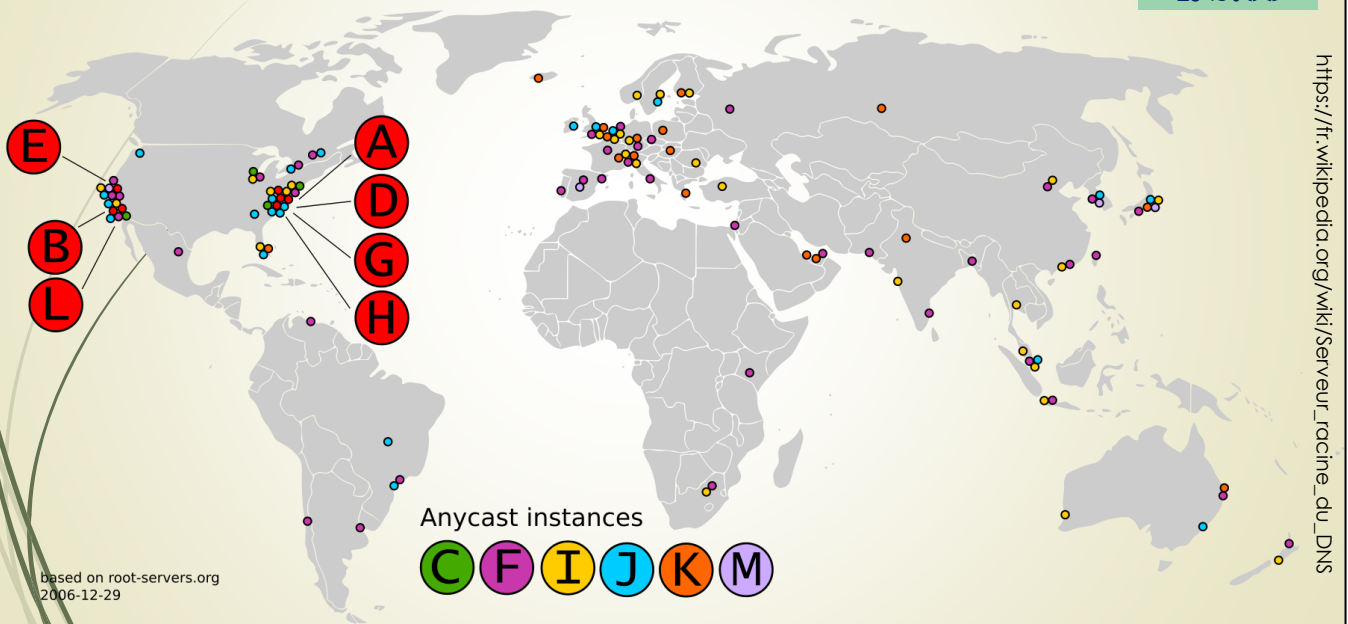 E
B
L
A
D
G
H
Anycast instances
C F I J K M
based on root-servers.org
2006-12-29
https://fr.wikipedia.org/wiki/Serveur_racine_du_DNS